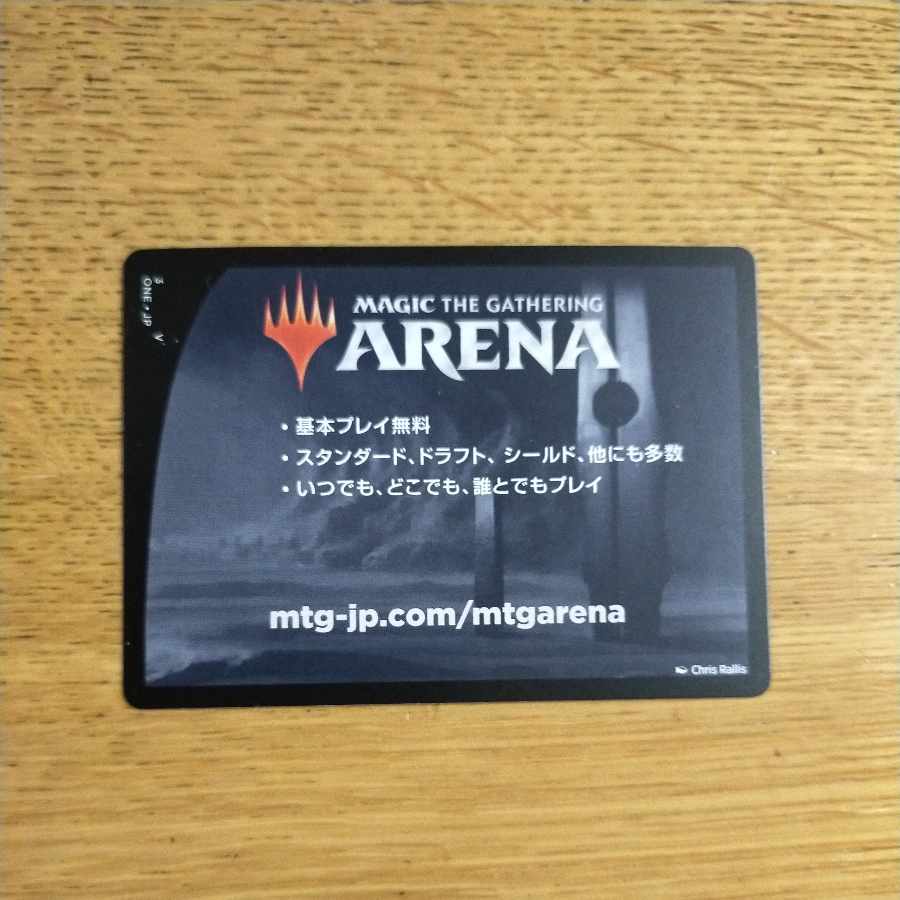 MAGIC THE GATHERING
ARENA
・基本プレイ無料
・スタンダード、ドラフト、シールド、他にも多数
・いつでも、どこでも、誰とでもプレイ
mtg-jp.com/mtgarena
Chris Rallis
ONE • JP